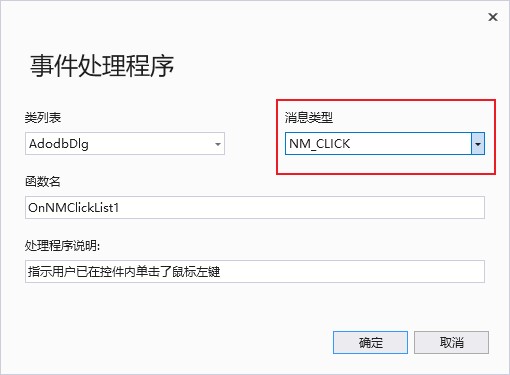 事件处理程序
类列表
消息类型
AdodbDlg
NM_CLICK
函数名
OnNMClickList1
处理程序说明:
指示用户已在控件内单击了鼠标左键
确定
取消